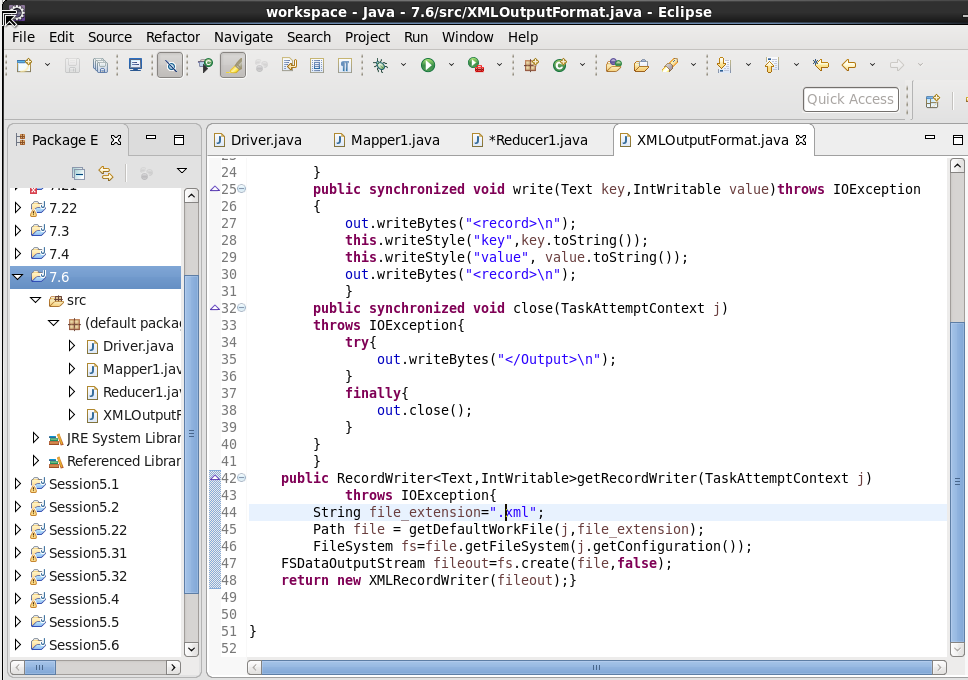 workspace - Java - 7.6/src/XMLOutputFormat.java - Eclipse
File Edit Source Refactor Navigate Search Project Run Window Help
Quick Access
Package E
Driver.java Mapper1.java *Reducer1.java XMLOutputFormat.java
7.21
7.22
7.3
7.4
7.6
src
(default packa
Driver.java
Mapper1.jav
Reducer1.ja
XMLOutputF
JRE System Librar
Referenced Librar
Session5.1
Session5.2
Session5.22
Session5.31
Session5.32
Session5.4
Session5.5
Session5.6
23
24 }
25 public synchronized void write(Text key,IntWritable value)throws IOException
26 {
27 out.writeBytes("<record>\n");
28 this.writeStyle("key",key.toString());
29 this.writeStyle("value", value.toString());
30 out.writeBytes("<record>\n");
31 }
32 public synchronized void close(TaskAttemptContext j)
33 throws IOException{
34 try{
35 out.writeBytes("</Output>\n");
36 }
37 finally{
38 out.close();
39 }
40 }
41 }
42 public RecordWriter<Text,IntWritable>getRecordWriter(TaskAttemptContext j)
43 throws IOException{
44 String file_extension=".xml";
45 Path file = getDefaultWorkFile(j,file_extension);
46 FileSystem fs=file.getFileSystem(j.getConfiguration());
47 FSDataOutputStream fileout=fs.create(file,false);
48 return new XMLRecordWriter(fileout);}
49
50
51 }
52